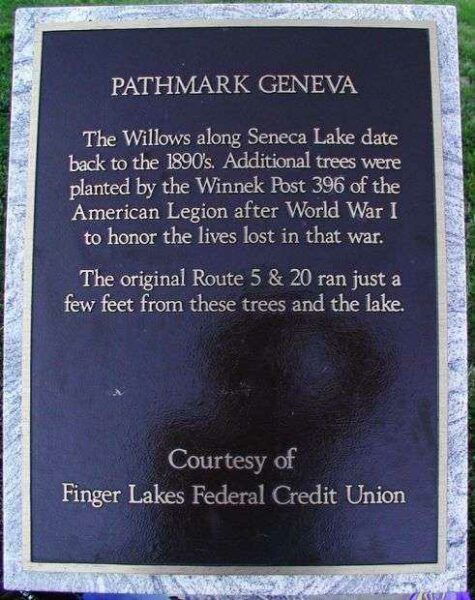 PATHMARK GENEVA
The Willows along Seneca Lake date
back to the 1890's. Additional trees were
planted by the Winnek Post 396 of the
American Legion after World War I
to honor the lives lost in that war.
The original Route 5 & 20 ran just a
few feet from these trees and the lake.
Courtesy of
Finger Lakes Federal Credit Union